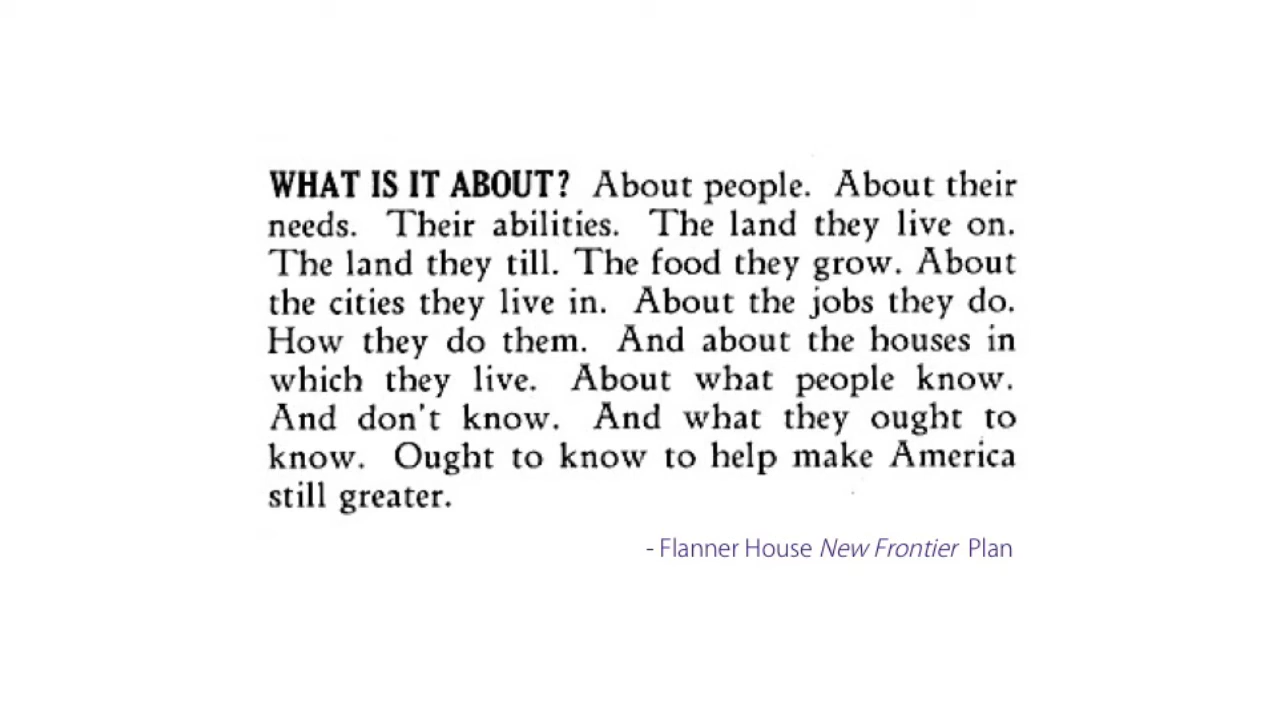 WHAT IS IT ABOUT? About people. About their
needs. Their abilities. The land they live on.
The land they till. The food they grow. About
the cities they live in. About the jobs they do.
How they do them. And about the houses in
which they live. About what people know.
And don't know. And what they ought to
know. Ought to know to help make America
still greater.
- Flanner House New Frontier Plan